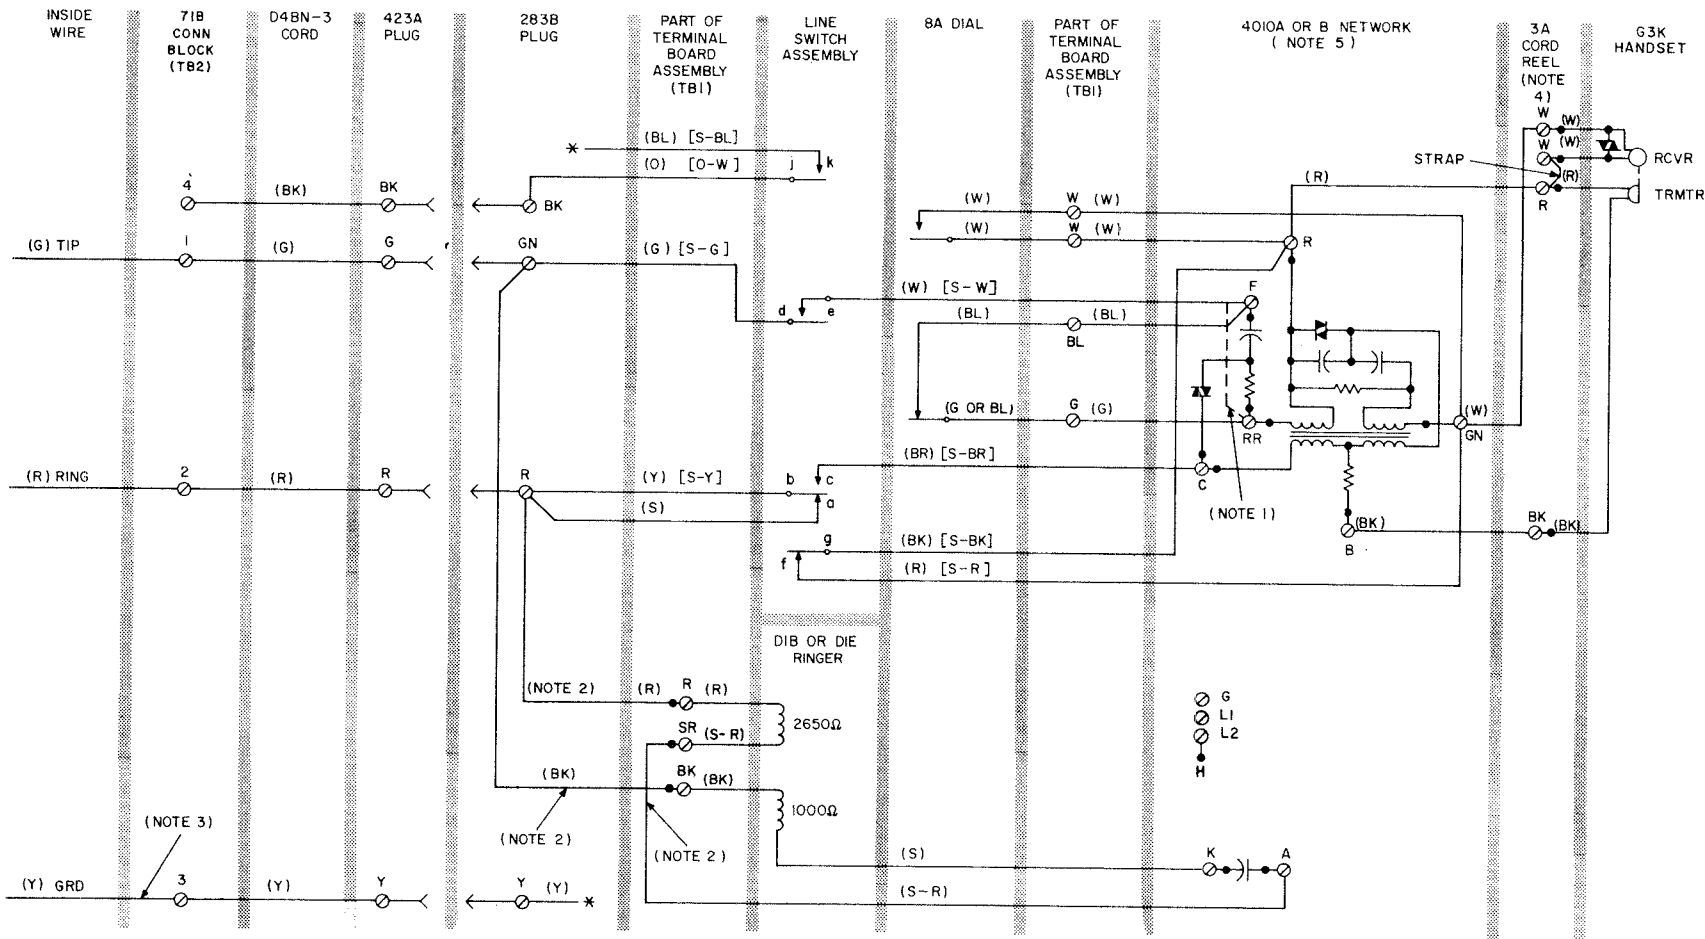 INSIDE
WIRE
71B
CONN
BLOCK
(TB2)
D4BN-3
CORD
423A
PLUG
283B
PLUG
PART OF
TERMINAL
BOARD
ASSEMBLY
(TB1)
LINE
SWITCH
ASSEMBLY
8A DIAL
PART OF
TERMINAL
BOARD
ASSEMBLY
(TB1)
4010A OR B NETWORK
(NOTE 5)
3A
CORD
REEL
(NOTE
4)
G3K
HANDSET
W (W)
(BL) [S-BL]
*
(O) [O-W] j k
W (W)
STRAP
RCVR
4 (BK) BK
BK
(R)
(R)
R
TRMTR
(W) W (W)
(W) W (W)
R
(G) TIP 1 (G) G GN (G) [S-G]
d e (W) [S-W] F
(BL) (BL)
BL
(G OR BL) G (G) RR
(W)
GN
(R) RING 2 (R) R R (Y) [S-Y] b c (BR) [S-BR] C
(S) a
(NOTE 1)
(BK)
B
BK (BK)
g (BK) [S-BK]
f (R) [S-R]
D1B OR D1E
RINGER
(NOTE 2) (R) R (R)
2650Ω
SR (S-R)
G
L1
L2
H
(BK) BK (BK)
1000Ω
(NOTE 3) (NOTE 2) (NOTE 2)
(S) K A
(Y) GRD 3 (Y) Y Y (Y) *
(S-R)